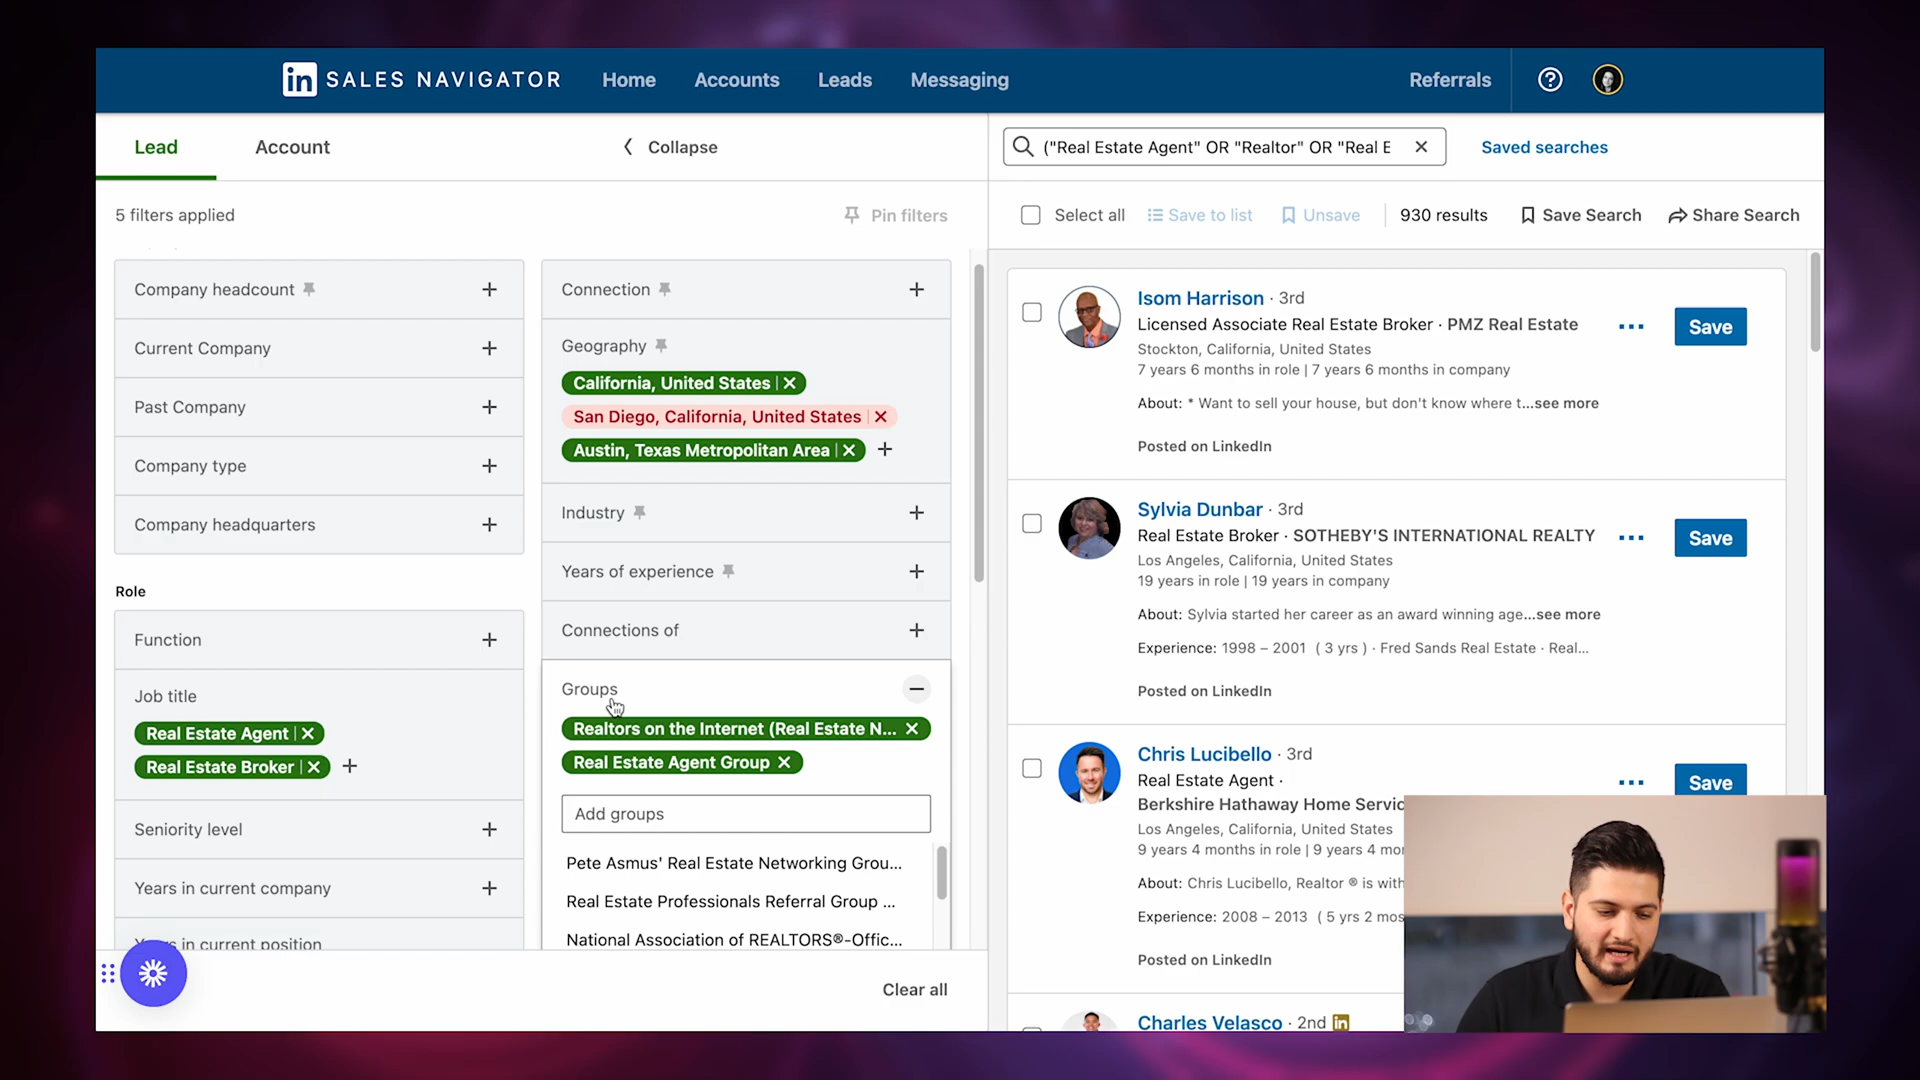 in SALES NAVIGATOR
Home
Accounts
Leads
Messaging
Referrals
Lead
Account
Collapse
("Real Estate Agent" OR "Realtor" OR "Real E
Saved searches
5 filters applied
Pin filters
Select all
Save to list
Unsave
930 results
Save Search
Share Search
Company headcount
Current Company
Past Company
Company type
Company headquarters
Role
Function
Job title
Real Estate Agent
Real Estate Broker
Seniority level
Years in current company
in current position
Connection
Geography
California, United States
San Diego, California, United States
Austin, Texas Metropolitan Area
Industry
Years of experience
Connections of
Groups
Realtors on the Internet (Real Estate N...
Real Estate Agent Group
Add groups
Pete Asmus' Real Estate Networking Grou...
Real Estate Professionals Referral Group ...
National Association of REALTORS®-Offic...
Clear all
Isom Harrison · 3rd
Licensed Associate Real Estate Broker · PMZ Real Estate
Stockton, California, United States
7 years 6 months in role | 7 years 6 months in company
About: * Want to sell your house, but don't know where t...see more
Posted on LinkedIn
Save
Sylvia Dunbar · 3rd
Real Estate Broker · SOTHEBY'S INTERNATIONAL REALTY
Los Angeles, California, United States
19 years in role | 19 years in company
About: Sylvia started her career as an award winning age...see more
Experience: 1998 – 2001 ( 3 yrs ) · Fred Sands Real Estate · Real...
Posted on LinkedIn
Save
Chris Lucibello · 3rd
Real Estate Agent ·
Berkshire Hathaway Home Servic
Los Angeles, California, United States
9 years 4 months in role | 9 years 4 mo
About: Chris Lucibello, Realtor ® is with
Experience: 2008 – 2013 ( 5 yrs 2 mos
Posted on LinkedIn
Save
Charles Velasco · 2nd in